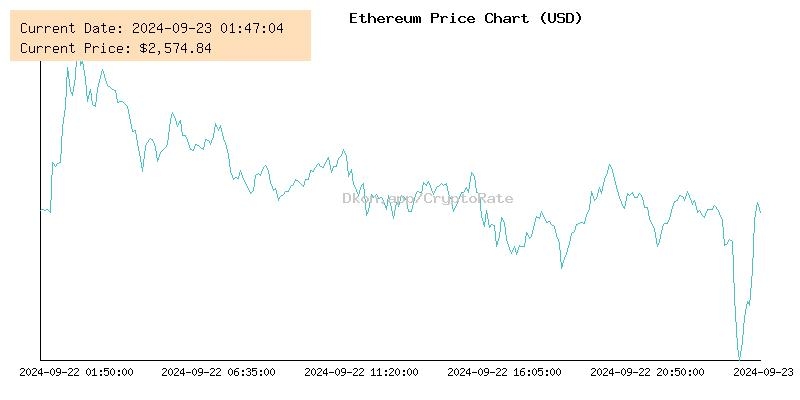 Ethereum Price Chart (USD)
Current Date: 2024-09-23 01:47:04
Current Price: $2,574.84
Dkon.app/CryptoRate
2024-09-22 01:50:00 2024-09-22 06:35:00 2024-09-22 11:20:00 2024-09-22 16:05:00 2024-09-22 20:50:00 2024-09-23